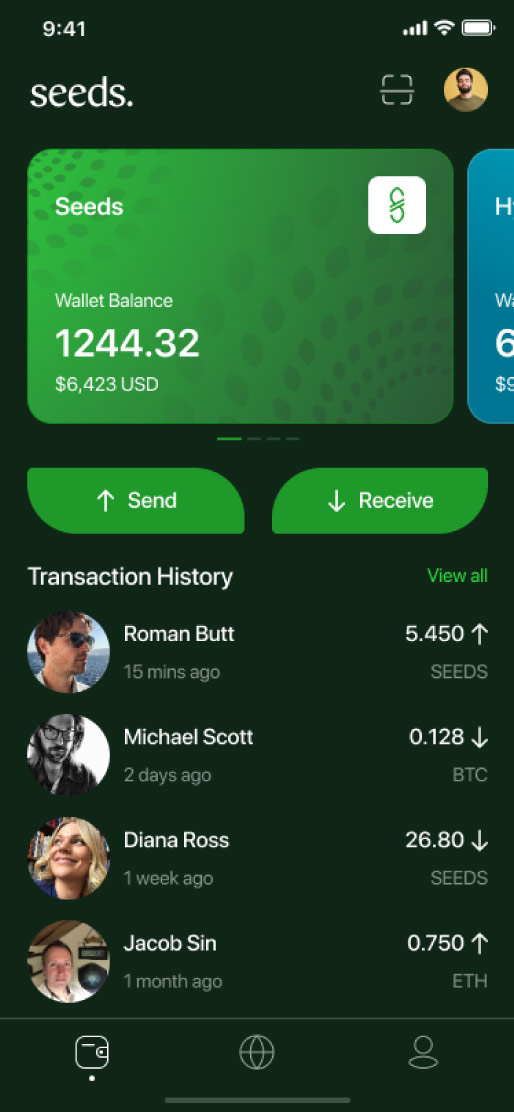 9:41
seeds.
Seeds
H
Wallet Balance
Wa
1244.32
6
$6,423 USD
$9
Send
Receive
Transaction History
View all
Roman Butt
5.450
15 mins ago
SEEDS
Michael Scott
0.128
2 days ago
BTC
Diana Ross
26.80
1 week ago
SEEDS
Jacob Sin
0.750
1 month ago
ETH